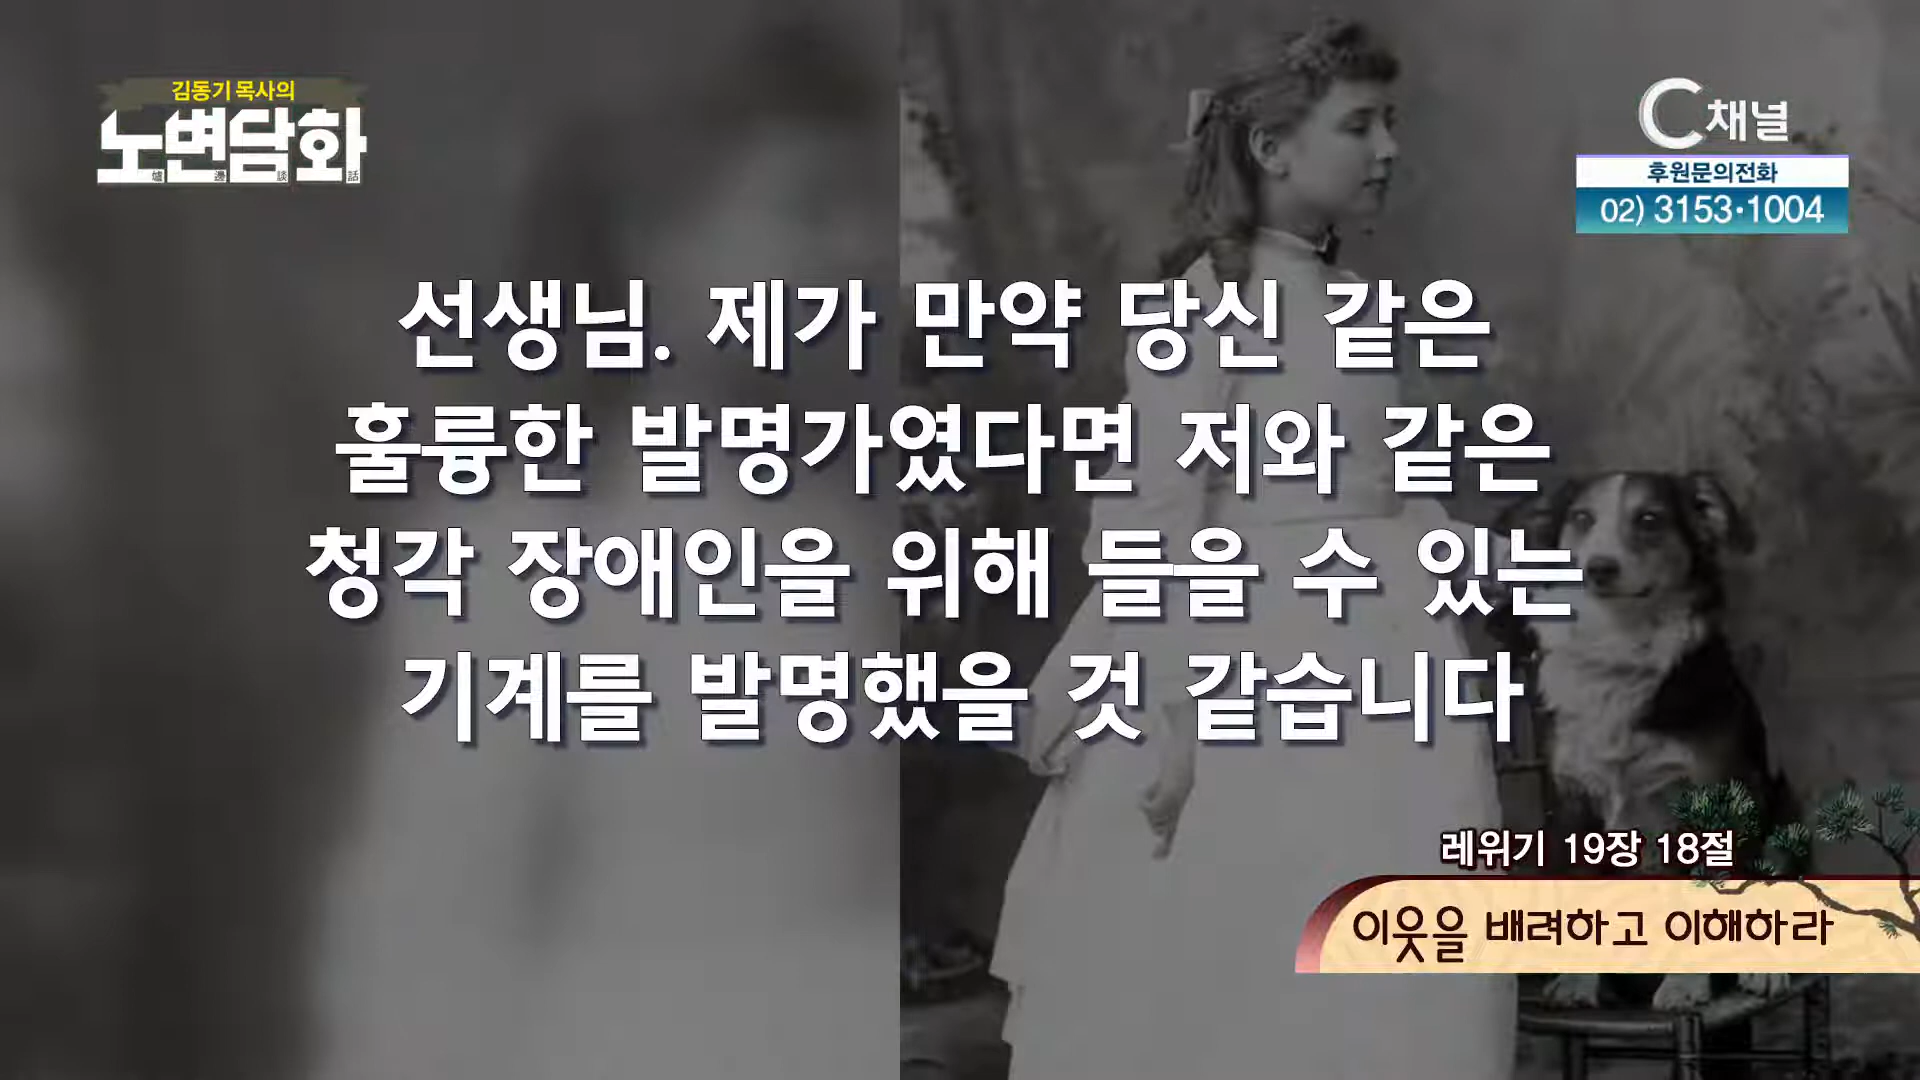 김동기 목사의
노변담화
爐 邊 談 話
C채널
후원문의전화
02) 3153·1004
선생님. 제가 만약 당신 같은
훌륭한 발명가였다면 저와 같은
청각 장애인을 위해 들을 수 있는
기계를 발명했을 것 같습니다
레위기 19장 18절
이웃을 배려하고 이해하라